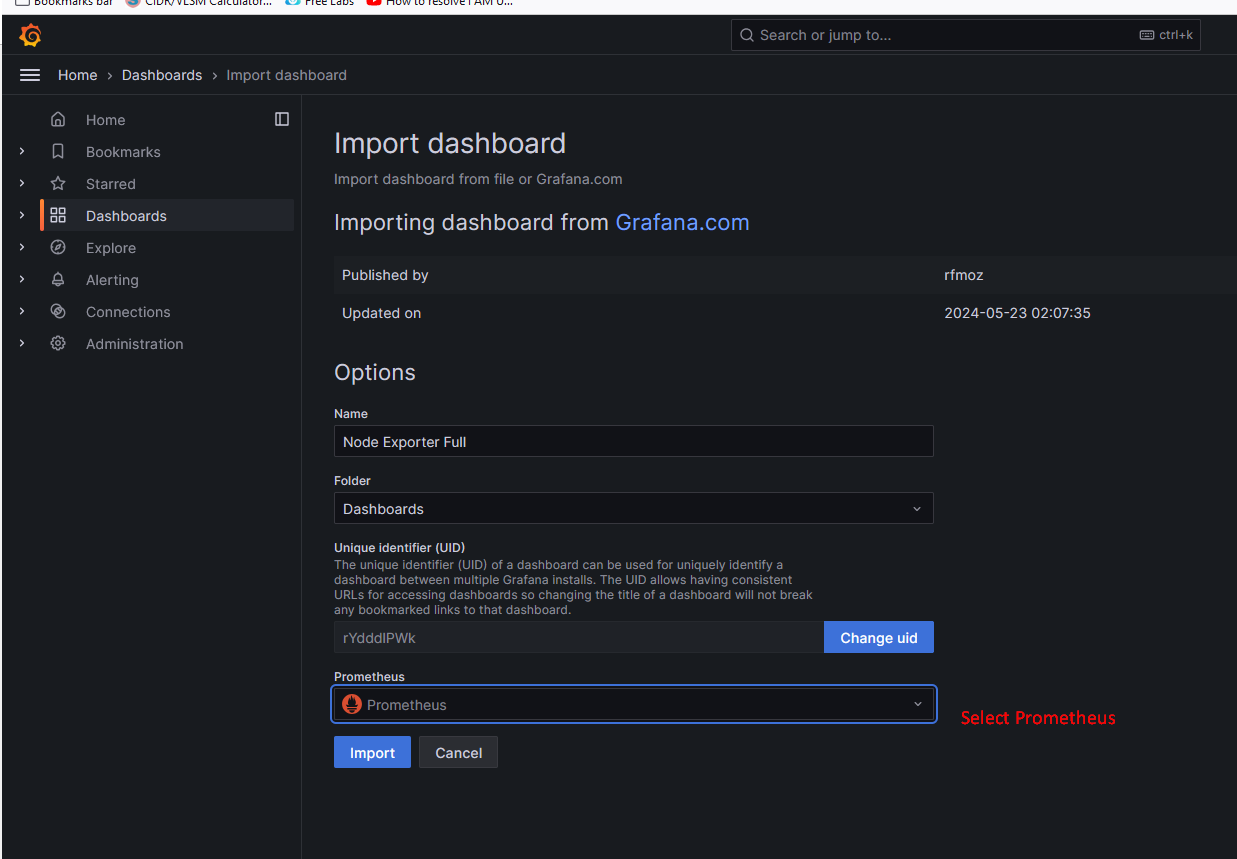 Bookmarks bar CIDR/VLSM Calculator... Free Labs How to resolve I AM U...
Search or jump to... ctrl+k
Home › Dashboards › Import dashboard
Home
Bookmarks
Starred
Dashboards
Explore
Alerting
Connections
Administration
Import dashboard
Import dashboard from file or Grafana.com
Importing dashboard from Grafana.com
Published by rfmoz
Updated on 2024-05-23 02:07:35
Options
Name
Node Exporter Full
Folder
Dashboards
Unique identifier (UID)
The unique identifier (UID) of a dashboard can be used for uniquely identify a
dashboard between multiple Grafana installs. The UID allows having consistent
URLs for accessing dashboards so changing the title of a dashboard will not break
any bookmarked links to that dashboard.
rYdddlPWk Change uid
Prometheus
Prometheus
Select Prometheus
Import Cancel